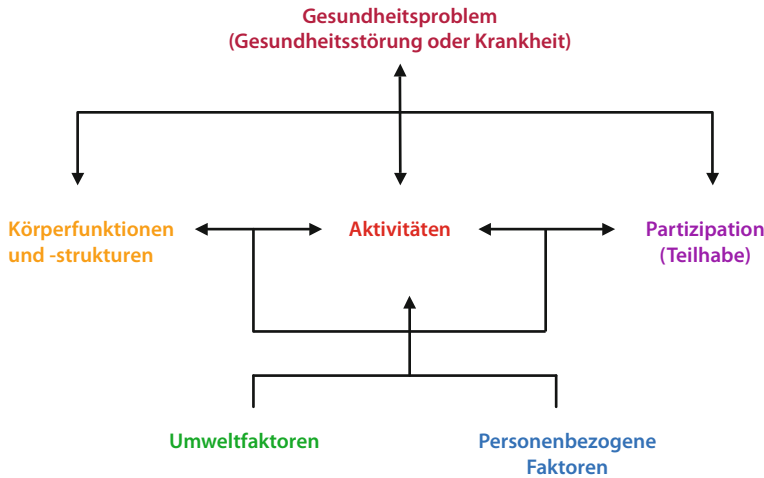 Gesundheitsproblem
(Gesundheitsstörung oder Krankheit)
Körperfunktionen
und -strukturen
Aktivitäten
Partizipation
(Teilhabe)
Umweltfaktoren
Personenbezogene
Faktoren